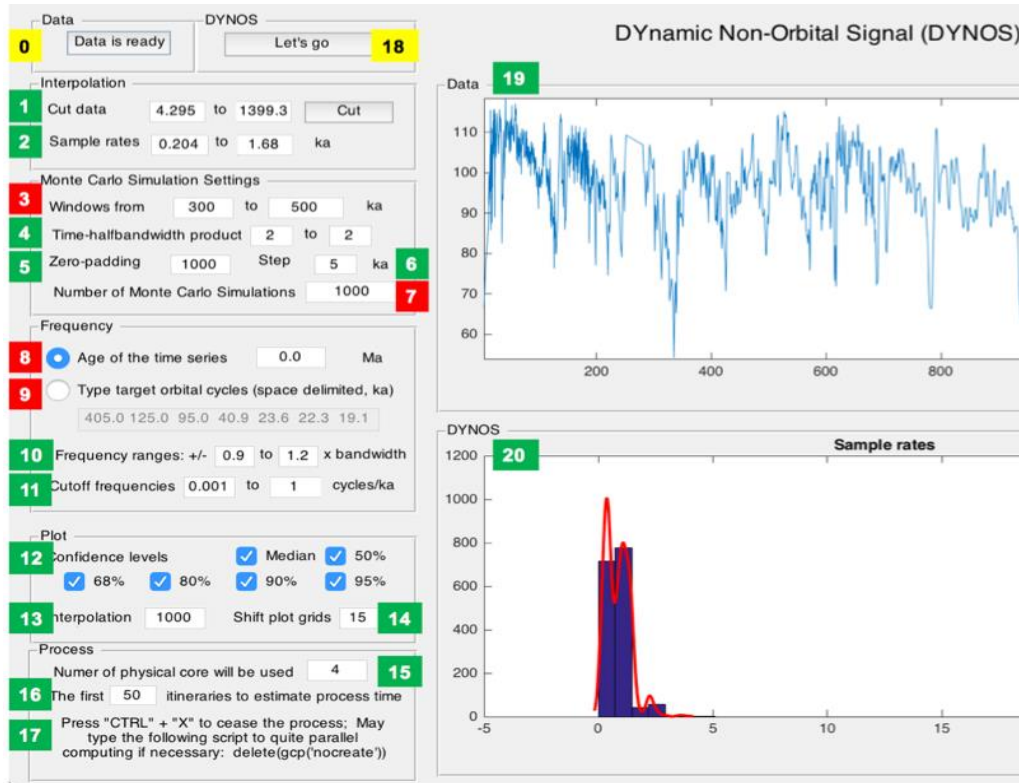 Data
DYNOS
0 Data is ready
Let's go 18
DYnamic Non-Orbital Signal (DYNOS)
Interpolation
1 Cut data 4.295 to 1399.3 Cut
2 Sample rates 0.204 to 1.68 ka
Monte Carlo Simulation Settings
3 Windows from 300 to 500 ka
4 Time-halfbandwidth product 2 to 2
5 Zero-padding 1000 Step 5 ka 6
Number of Monte Carlo Simulations 1000 7
Frequency
8 Age of the time series 0.0 Ma
9 Type target orbital cycles (space delimited, ka)
405.0 125.0 95.0 40.9 23.6 22.3 19.1
10 Frequency ranges: +/- 0.9 to 1.2 x bandwidth
11 Cutoff frequencies 0.001 to 1 cycles/ka
Plot
12 Confidence levels Median 50%
68% 80% 90% 95%
13 Interpolation 1000 Shift plot grids 15 14
Process
Numer of physical core will be used 4 15
16 The first 50 itineraries to estimate process time
17 Press "CTRL" + "X" to cease the process; May
type the following script to quite parallel
computing if necessary: delete(gcp('nocreate'))
Data 19
110
100
90
80
70
60
200 400 600 800
DYNOS
20 Sample rates
1200
1000
800
600
400
200
0
-5 0 5 10 15